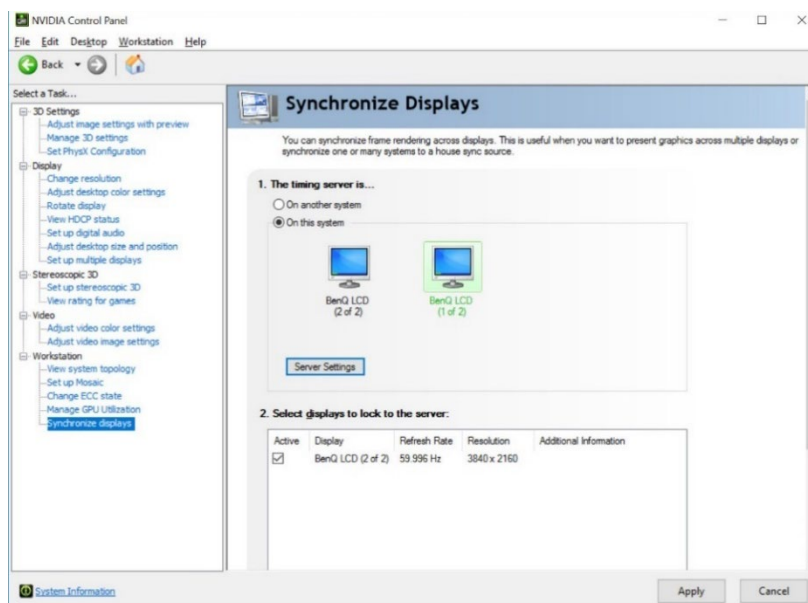 NVIDIA Control Panel
File Edit Desktop Workstation Help
Back
Select a Task...
3D Settings
Adjust image settings with preview
Manage 3D settings
Set PhysX Configuration
Display
Change resolution
Adjust desktop color settings
Rotate display
View HDCP status
Set up digital audio
Adjust desktop size and position
Set up multiple displays
Stereoscopic 3D
Set up stereoscopic 3D
View rating for games
Video
Adjust video color settings
Adjust video image settings
Workstation
View system topology
Set up Mosaic
Change ECC state
Manage GPU Utilization
Synchronize displays
System Information
Synchronize Displays
You can synchronize frame rendering across displays. This is useful when you want to present graphics across multiple displays or
synchronize one or many systems to a house sync source.
1. The timing server is...
On another system
On this system
BenQ LCD
(2 of 2)
BenQ LCD
(1 of 2)
Server Settings
2. Select displays to lock to the server:
Active Display Refresh Rate Resolution Additional Information
BenQ LCD (2 of 2) 59.996 Hz 3840 x 2160
Apply Cancel